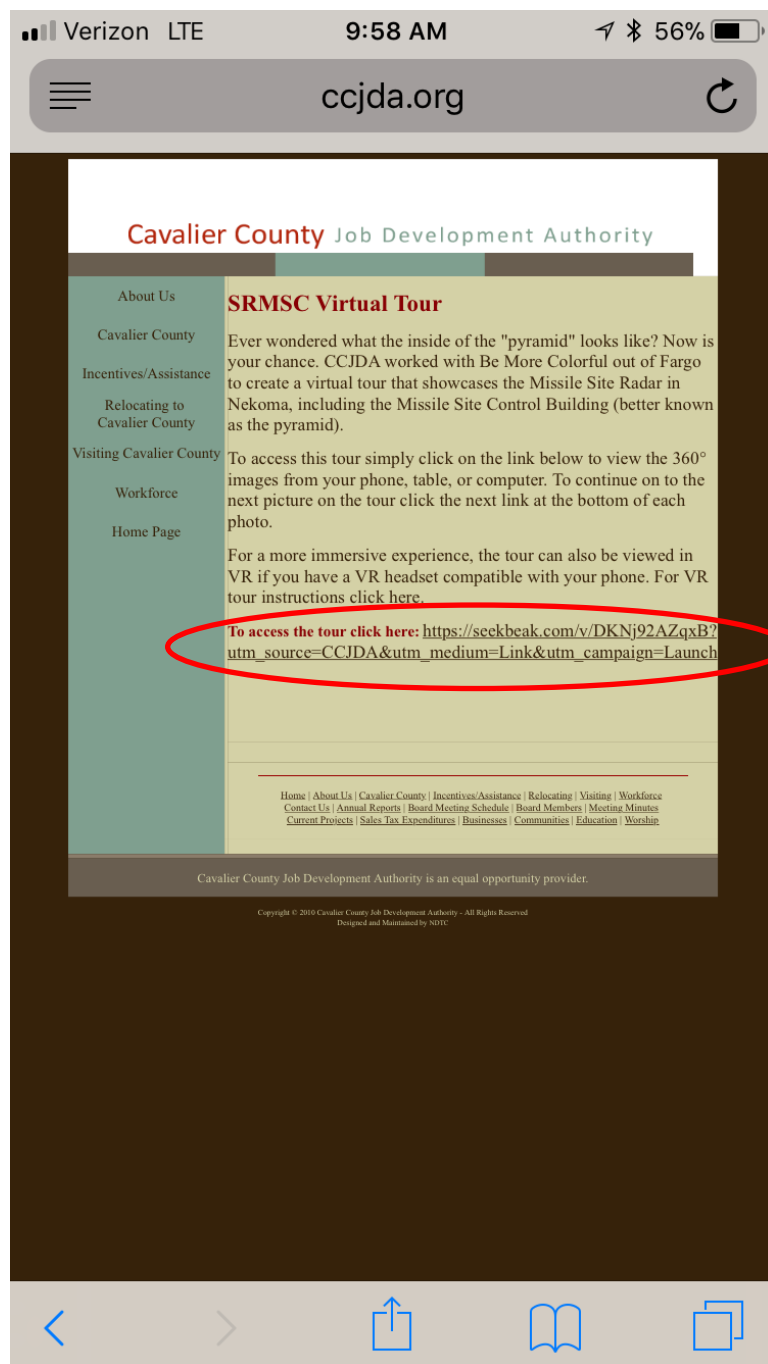 Verizon LTE 9:58 AM 56%
ccjda.org
Cavalier County Job Development Authority
About Us
Cavalier County
Incentives/Assistance
Relocating to
Cavalier County
Visiting Cavalier County
Workforce
Home Page
SRMSC Virtual Tour
Ever wondered what the inside of the "pyramid" looks like? Now is
your chance. CCJDA worked with Be More Colorful out of Fargo
to create a virtual tour that showcases the Missile Site Radar in
Nekoma, including the Missile Site Control Building (better known
as the pyramid).
To access this tour simply click on the link below to view the 360°
images from your phone, table, or computer. To continue on to the
next picture on the tour click the next link at the bottom of each
photo.
For a more immersive experience, the tour can also be viewed in
VR if you have a VR headset compatible with your phone. For VR
tour instructions click here.
To access the tour click here: https://seekbeak.com/v/DKNj92AZqxB?
utm_source=CCJDA&utm_medium=Link&utm_campaign=Launch
Home | About Us | Cavalier County | Incentives/Assistance | Relocating | Visiting | Workforce
Contact Us | Annual Reports | Board Meeting Schedule | Board Members | Meeting Minutes
Current Projects | Sales Tax Expenditures | Businesses | Communities | Education | Worship
Cavalier County Job Development Authority is an equal opportunity provider.
Copyright © 2010 Cavalier County Job Development Authority - All Rights Reserved
Designed and Maintained by NDTC